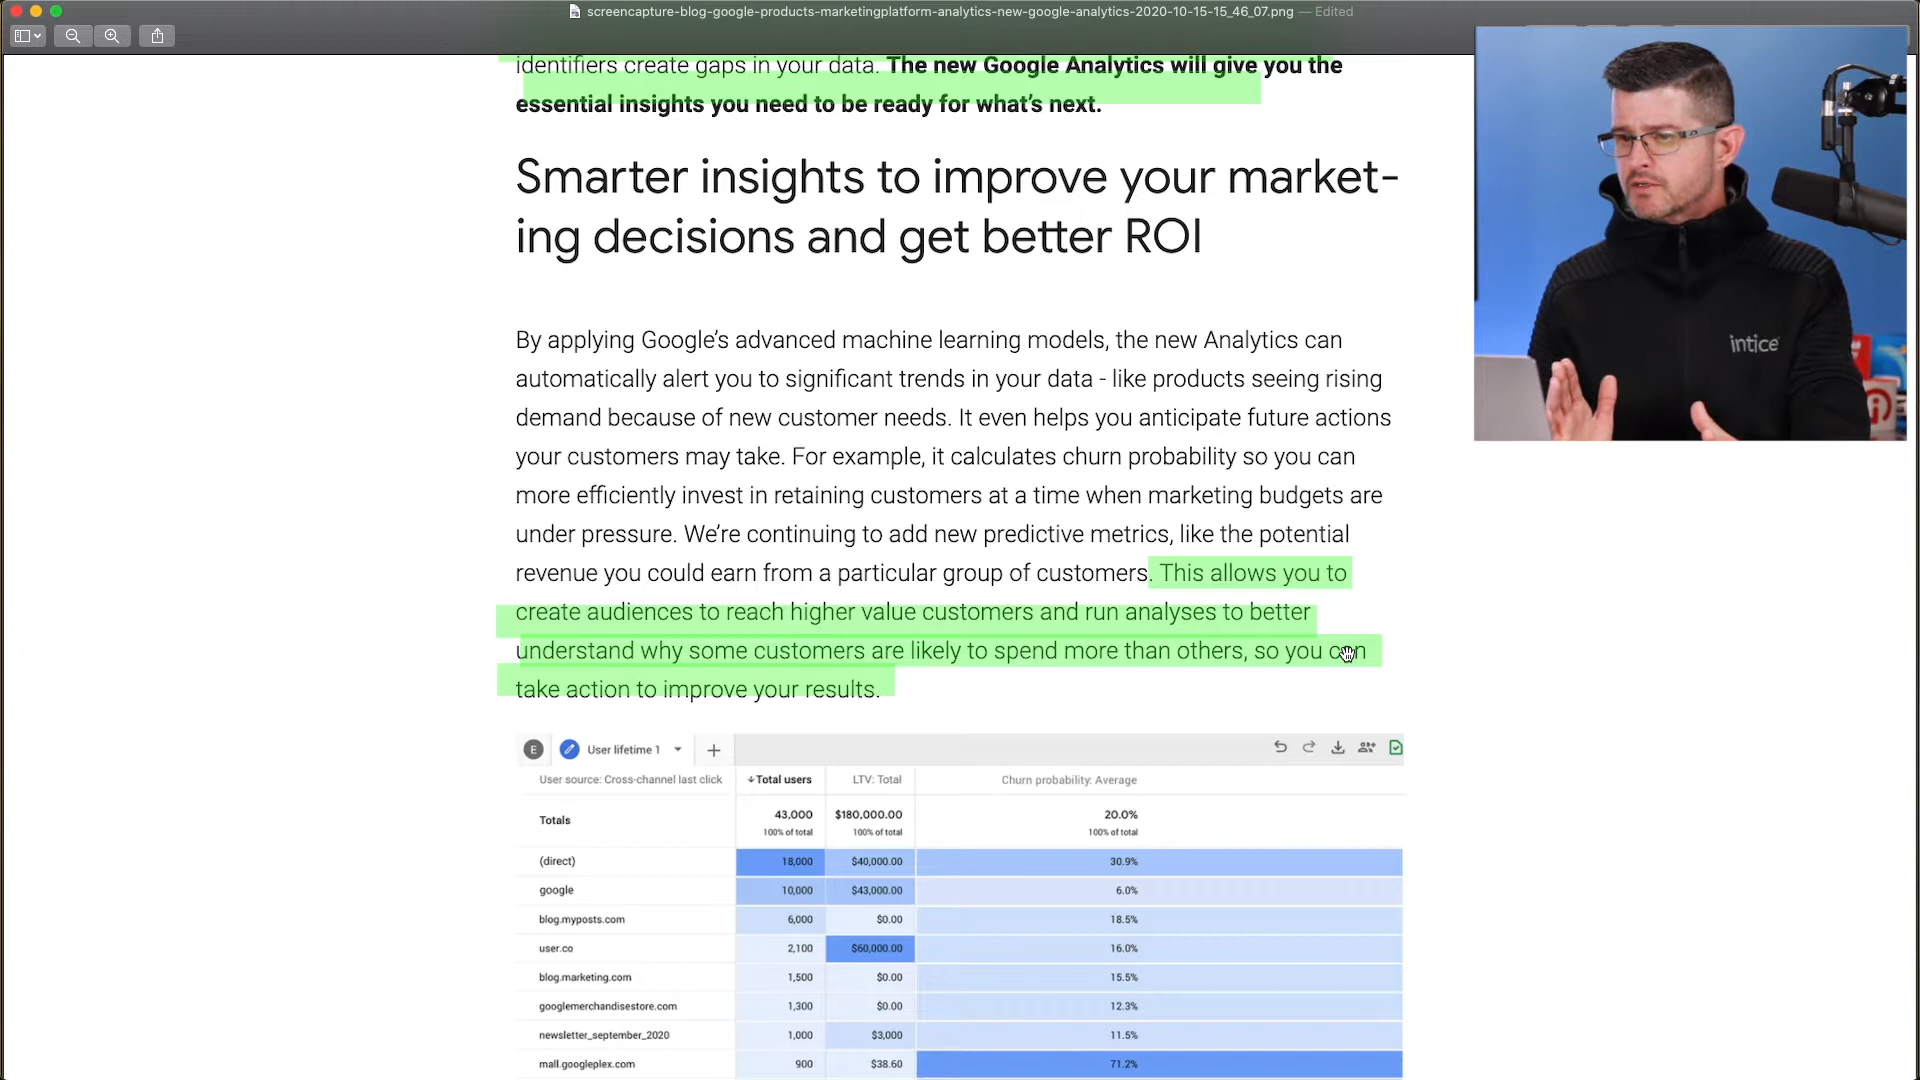 screencapture-blog-google-products-marketingplatform-analytics-new-google-analytics-2020-10-15-15_46_07.png — Edited
identifiers create gaps in your data. The new Google Analytics will give you the
essential insights you need to be ready for what's next.
Smarter insights to improve your market-
ing decisions and get better ROI
By applying Google's advanced machine learning models, the new Analytics can
automatically alert you to significant trends in your data - like products seeing rising
demand because of new customer needs. It even helps you anticipate future actions
your customers may take. For example, it calculates churn probability so you can
more efficiently invest in retaining customers at a time when marketing budgets are
under pressure. We're continuing to add new predictive metrics, like the potential
revenue you could earn from a particular group of customers. This allows you to
create audiences to reach higher value customers and run analyses to better
understand why some customers are likely to spend more than others, so you can
take action to improve your results.
intice
E User lifetime 1
User source: Cross-channel last click Total users LTV: Total Churn probability: Average
Totals 43,000 $180,000.00 20.0%
100% of total 100% of total 100% of total
(direct) 18,000 $40,000.00 30.9%
google 10,000 $43,000.00 6.0%
blog.myposts.com 6,000 $0.00 18.5%
user.co 2,100 $60,000.00 16.0%
blog.marketing.com 1,500 $0.00 15.5%
googlemerchandisestore.com 1,300 $0.00 12.3%
newsletter_september_2020 1,000 $3,000 11.5%
mall.googleplex.com 900 $38.60 71.2%